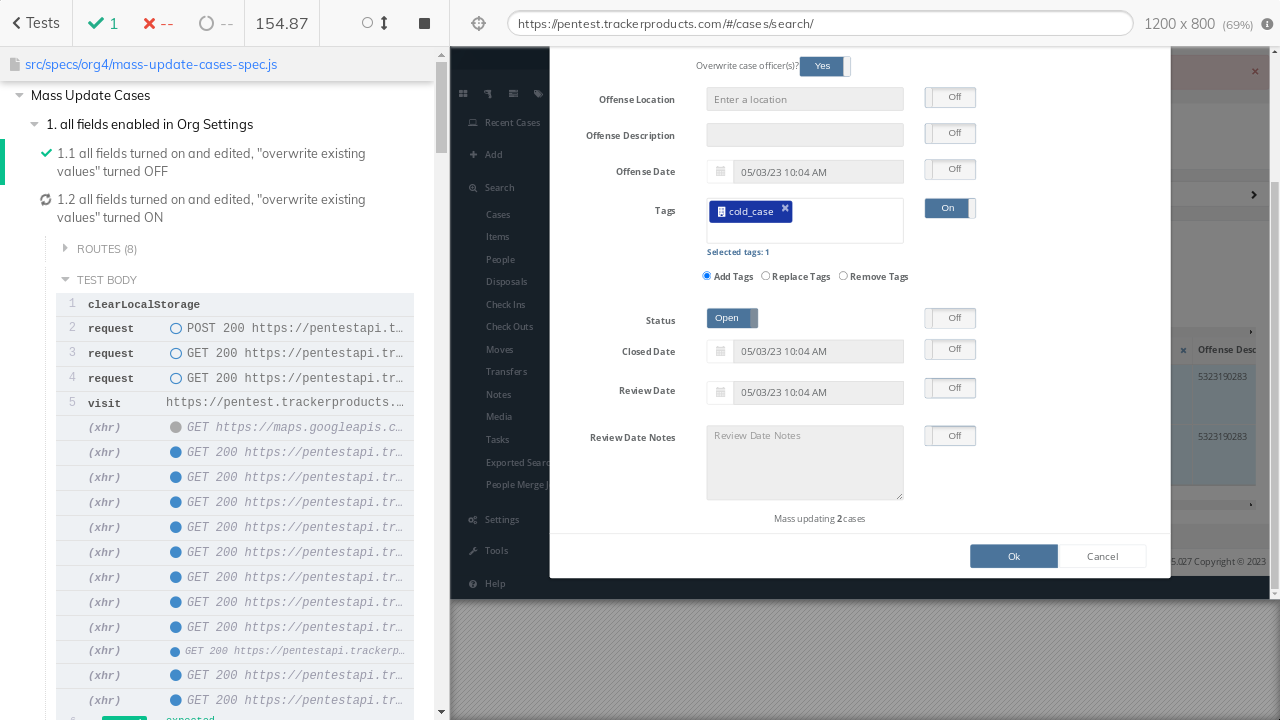 Tests
1
--
--
154.87
https://pentest.trackerproducts.com/#/cases/search/
1200 x 800 (69%)
src/specs/org4/mass-update-cases-spec.js
Mass Update Cases
1. all fields enabled in Org Settings
1.1 all fields turned on and edited, "overwrite existing
values" turned OFF
1.2 all fields turned on and edited, "overwrite existing
values" turned ON
ROUTES (8)
TEST BODY
1 clearLocalStorage
2 request POST 200 https://pentestapi.t…
3 request GET 200 https://pentestapi.tr…
4 request GET 200 https://pentestapi.tr…
5 visit https://pentest.trackerproducts.…
(xhr) GET https://maps.googleapis.c…
(xhr) GET 200 https://pentestapi.tr…
(xhr) GET 200 https://pentestapi.tr…
(xhr) GET 200 https://pentestapi.tr…
(xhr) GET 200 https://pentestapi.tr…
(xhr) GET 200 https://pentestapi.tr…
(xhr) GET 200 https://pentestapi.tr…
(xhr) GET 200 https://pentestapi.tr…
(xhr) GET 200 https://pentestapi.tr…
(xhr) GET 200 https://pentestapi.trackerp…
(xhr) GET 200 https://pentestapi.tr…
(xhr) GET 200 https://pentestapi.tr…
expected
Recent Cases
Add
Search
Cases
Items
People
Disposals
Check Ins
Check Outs
Moves
Transfers
Notes
Media
Tasks
Exported Searc
People Merge J
Settings
Tools
Help
Overwrite case officer(s)? Yes
Offense Location Enter a location Off
Offense Description Off
Offense Date 05/03/23 10:04 AM Off
Tags cold_case x On
Selected tags: 1
Add Tags Replace Tags Remove Tags
Status Open Off
Closed Date 05/03/23 10:04 AM Off
Review Date 05/03/23 10:04 AM Off
Review Date Notes Review Date Notes Off
Mass updating 2 cases
Ok Cancel
Offense Desc
5323190283
5323190283
5.027 Copyright © 2023